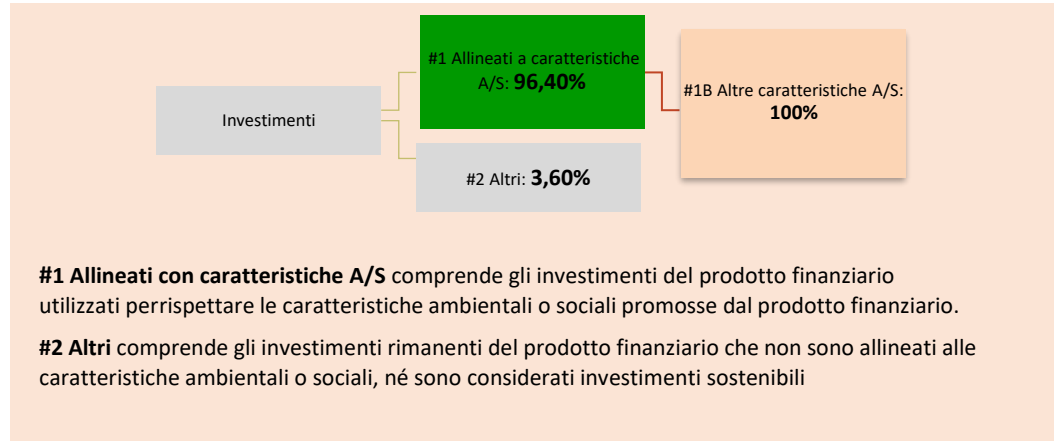 #1 Allineati a caratteristiche
A/S: 96,40%
#1B Altre caratteristiche A/S:
100%
Investimenti
#2 Altri: 3,60%
#1 Allineati con caratteristiche A/S comprende gli investimenti del prodotto finanziario
utilizzati perrispettare le caratteristiche ambientali o sociali promosse dal prodotto finanziario.
#2 Altri comprende gli investimenti rimanenti del prodotto finanziario che non sono allineati alle
caratteristiche ambientali o sociali, né sono considerati investimenti sostenibili